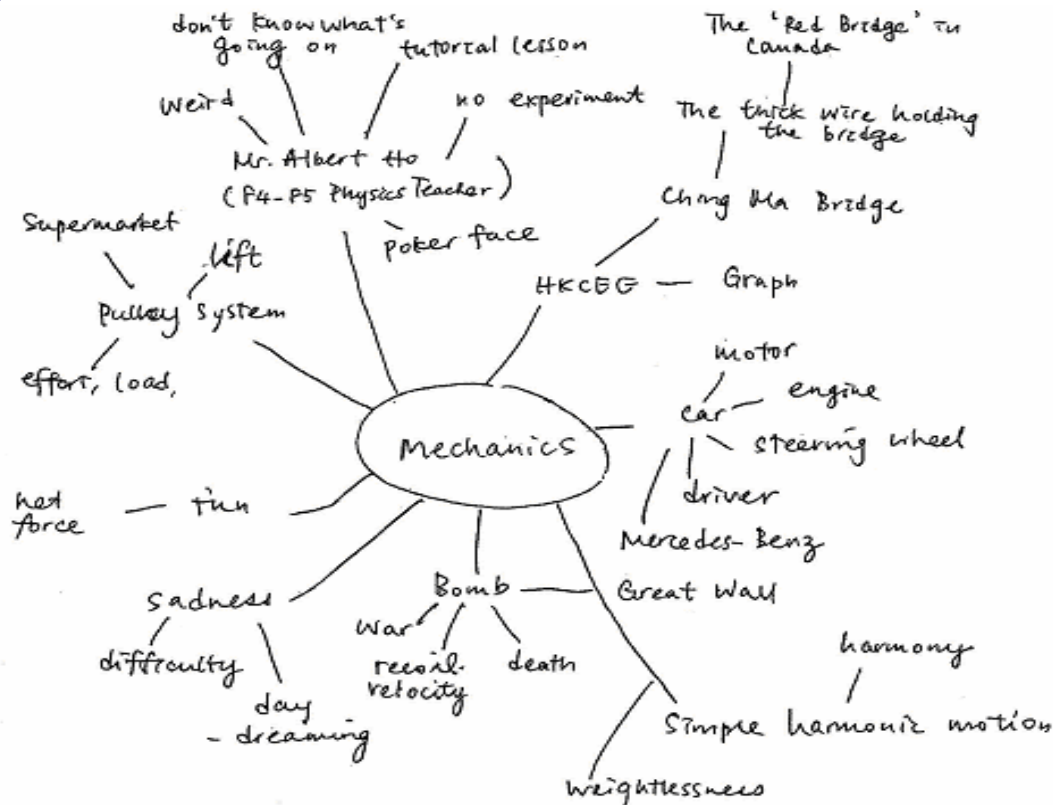 don't know what's
going on
tutorial lesson
The 'Red Bridge' in
Canada
Weird
no experiment
The thick wire holding
the bridge
Mr. Albert Ho
(F4-F5 Physics Teacher)
Ching Ma Bridge
Poker face
Supermarket
lift
HKCEE — Graph
Pulley System
effort, load,
motor
engine
car
steering wheel
Mechanics
driver
Mercedes-Benz
net
force
fun
Sadness
Bomb
Great Wall
war
difficulty
recoil
velocity
death
harmony
day
-dreaming
Simple harmonic motion
Weightlessness